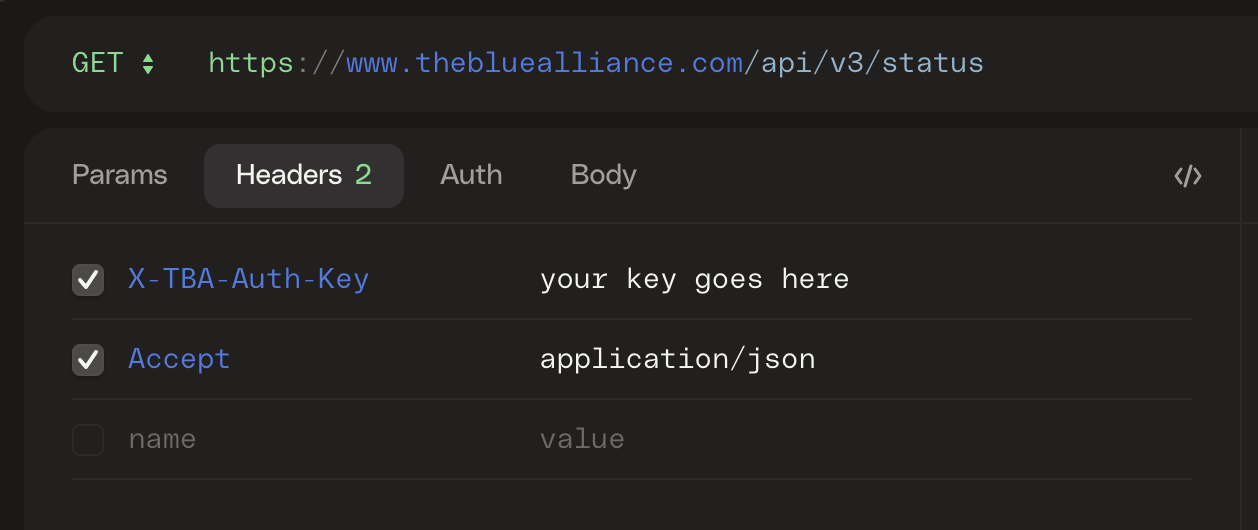 GET https://www.thebluealliance.com/api/v3/status
Params Headers 2 Auth Body </>
X-TBA-Auth-Key your key goes here
Accept application/json
name value